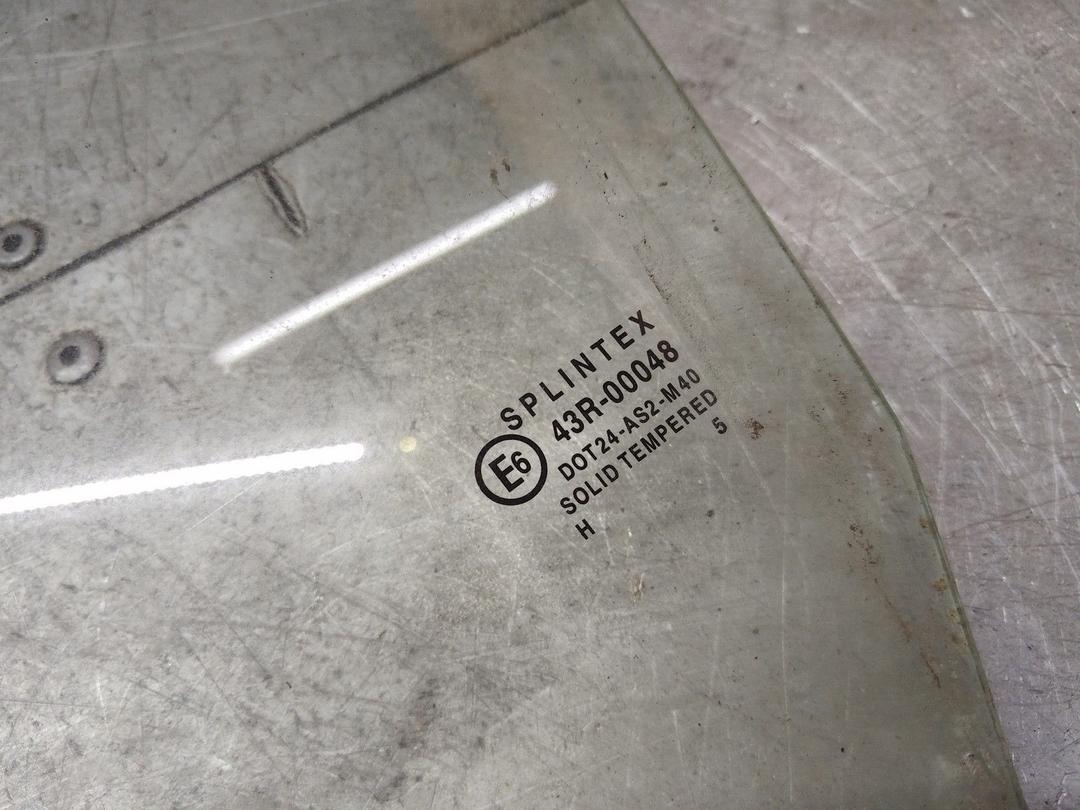 SPLINTEX
43R-00048
E6
DOT24-AS2-M40
SOLID TEMPERED
H 5